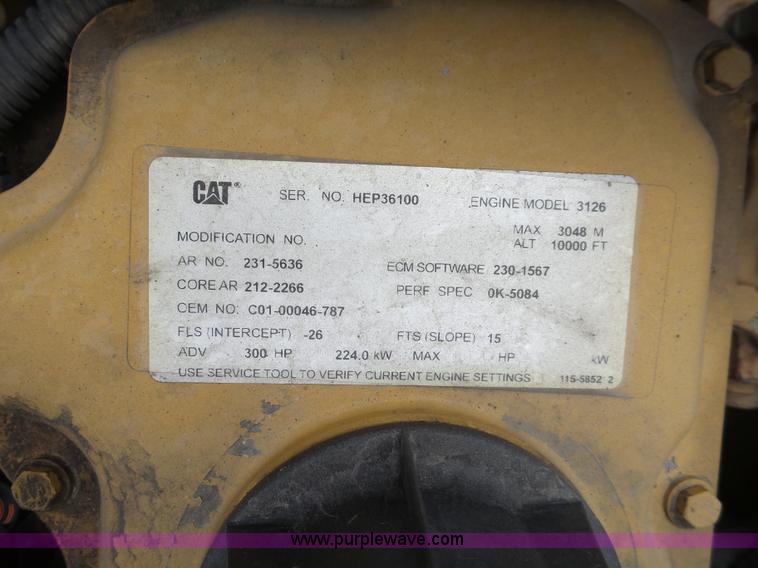 CAT® SER. NO. HEP36100 ENGINE MODEL 3126
MAX 3048 M
MODIFICATION NO. ALT 10000 FT
AR NO. 231-5636 ECM SOFTWARE 230-1567
CORE AR 212-2266 PERF SPEC 0K-5084
OEM NO: C01-00046-787
FLS (INTERCEPT) -26 FTS (SLOPE) 15
ADV 300 HP 224.0 kW MAX HP kW
USE SERVICE TOOL TO VERIFY CURRENT ENGINE SETTINGS 115-5852 2
www.purplewave.com